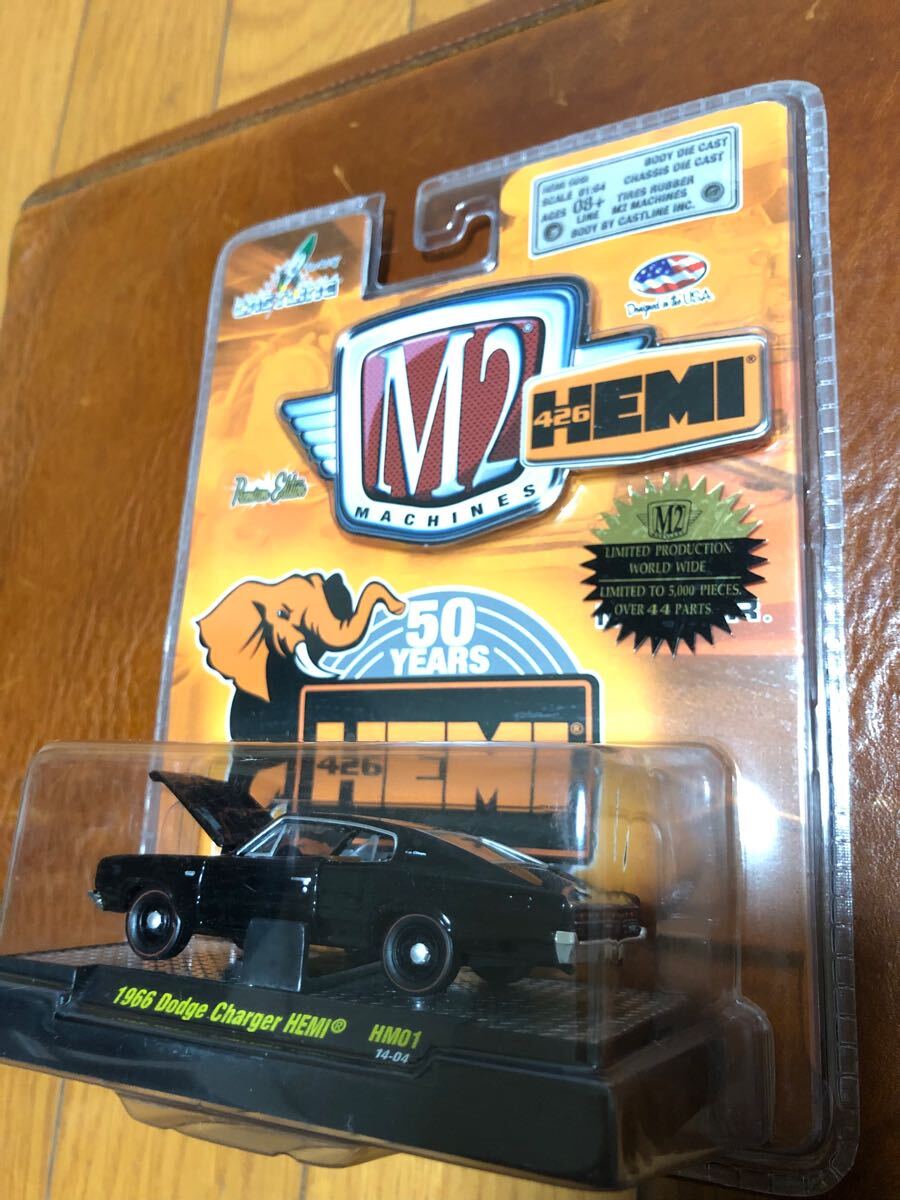 BODY DIE CAST
CHASSIS DIE CAST
SCALE 01:64
TIRES RUBBER
AGES 08+
LINE M2 MACHINES
BODY BY CASTLINE INC.
Designed in the U.S.A.
M2®
MACHINES
426 HEMI®
Premium Edition
M2
LIMITED PRODUCTION
WORLD WIDE
LIMITED TO 5,000 PIECES.
OVER 44 PARTS
50
YEARS
HEMI®
426
1966 Dodge Charger HEMI® HM01
14-04